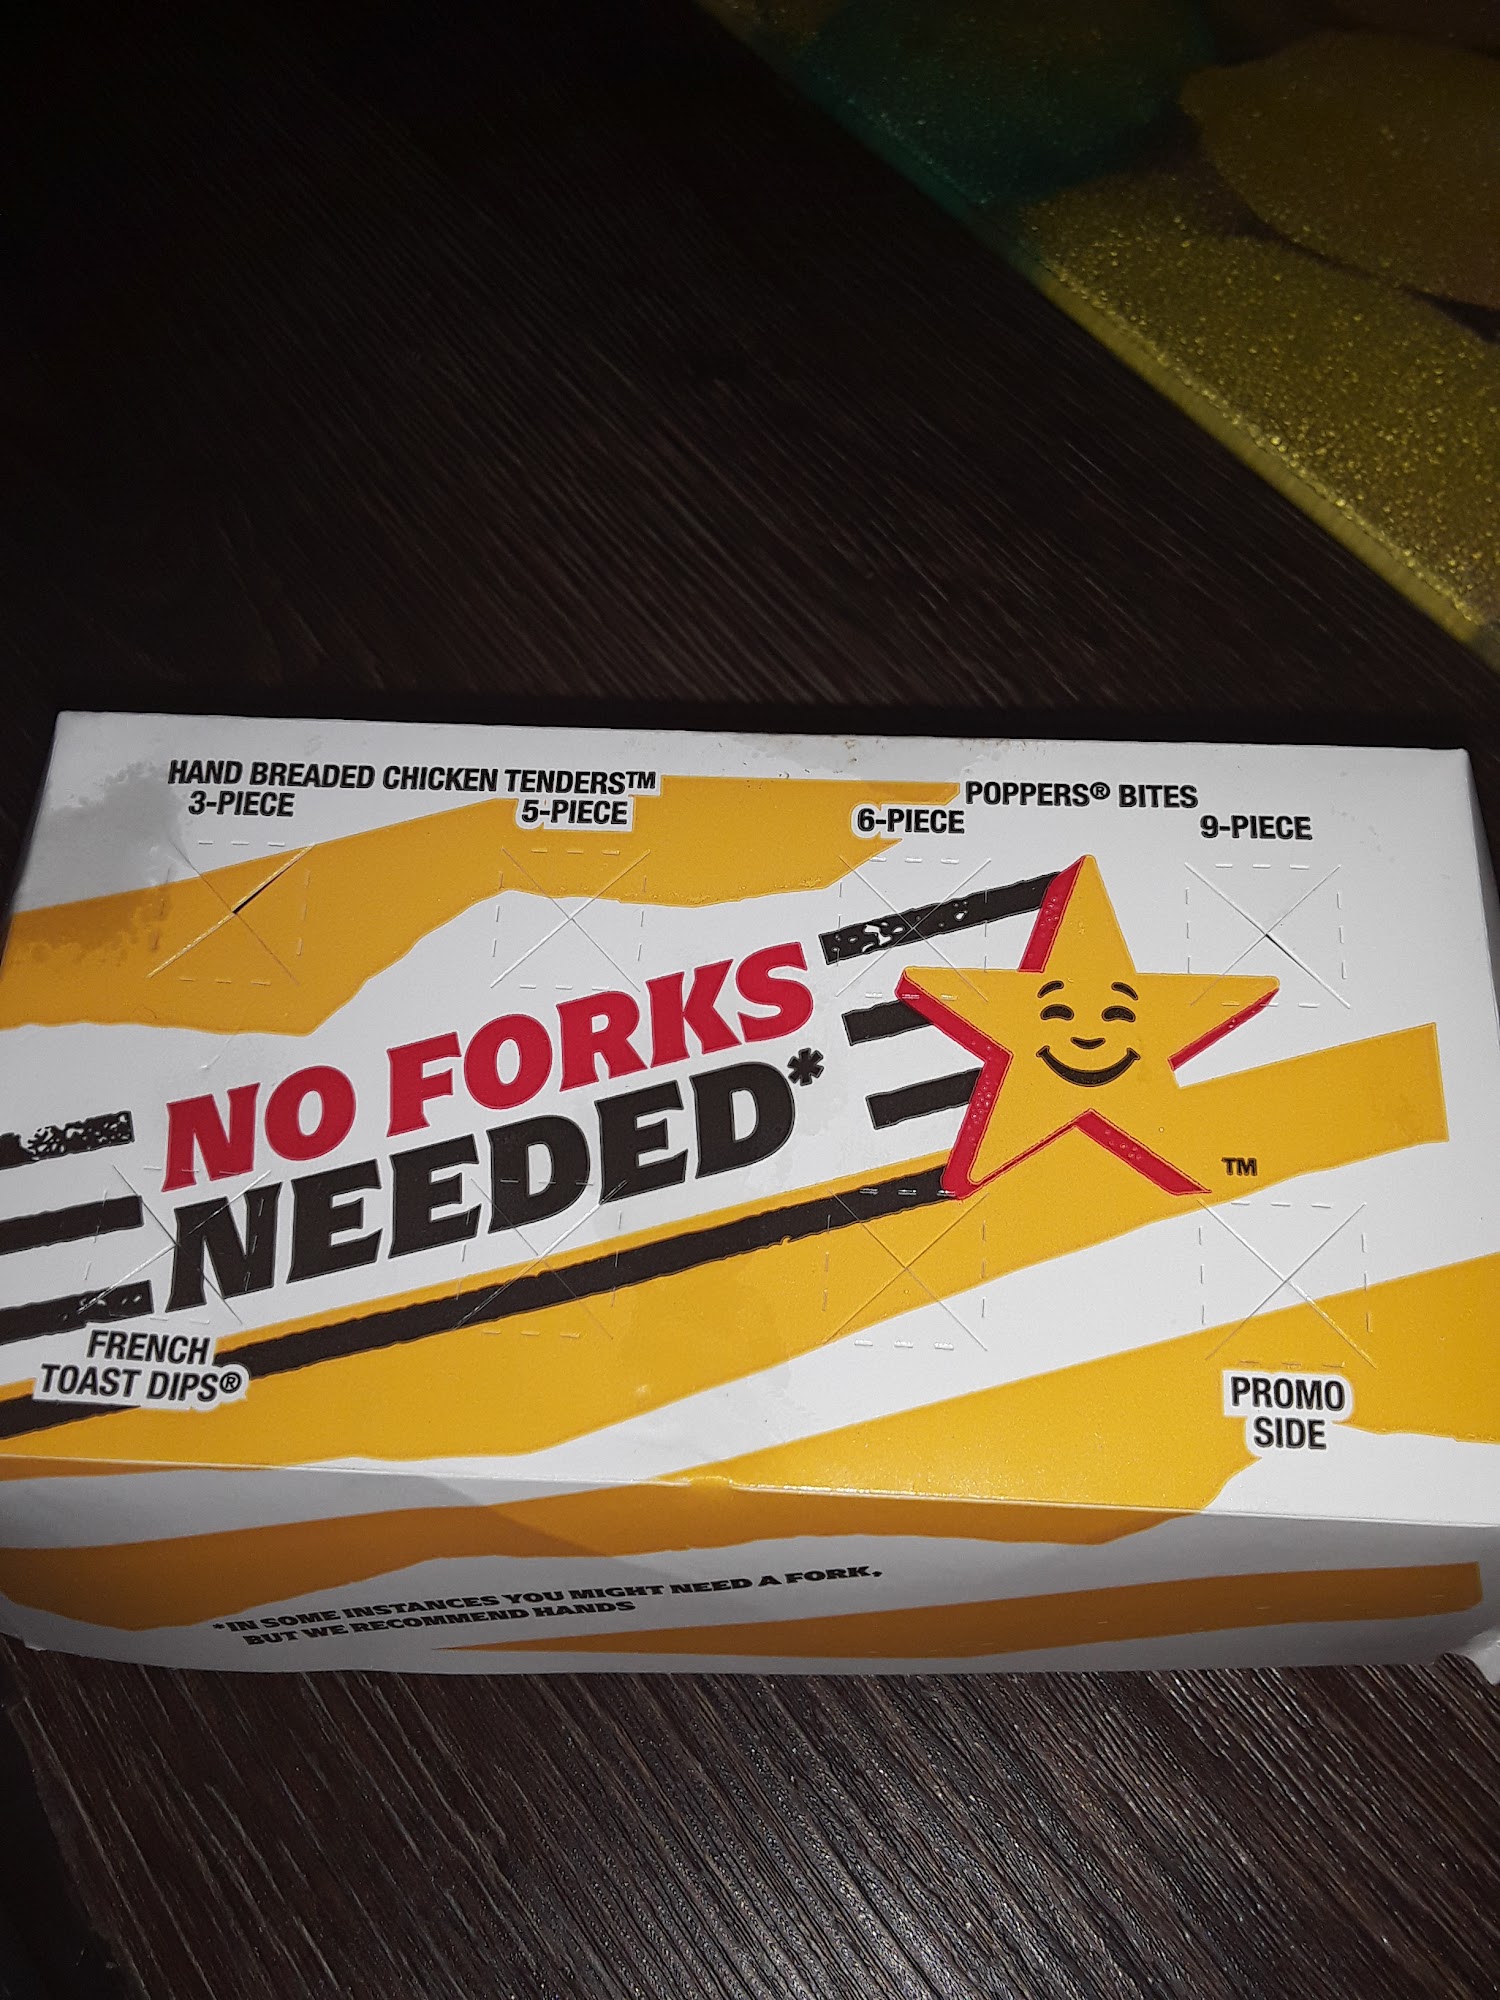 HAND BREADED CHICKEN TENDERS™
3-PIECE
5-PIECE
POPPERS® BITES
6-PIECE
9-PIECE
NO FORKS
NEEDED*
TM
FRENCH
TOAST DIPS®
PROMO
SIDE
*IN SOME INSTANCES YOU MIGHT NEED A FORK,
BUT WE RECOMMEND HANDS